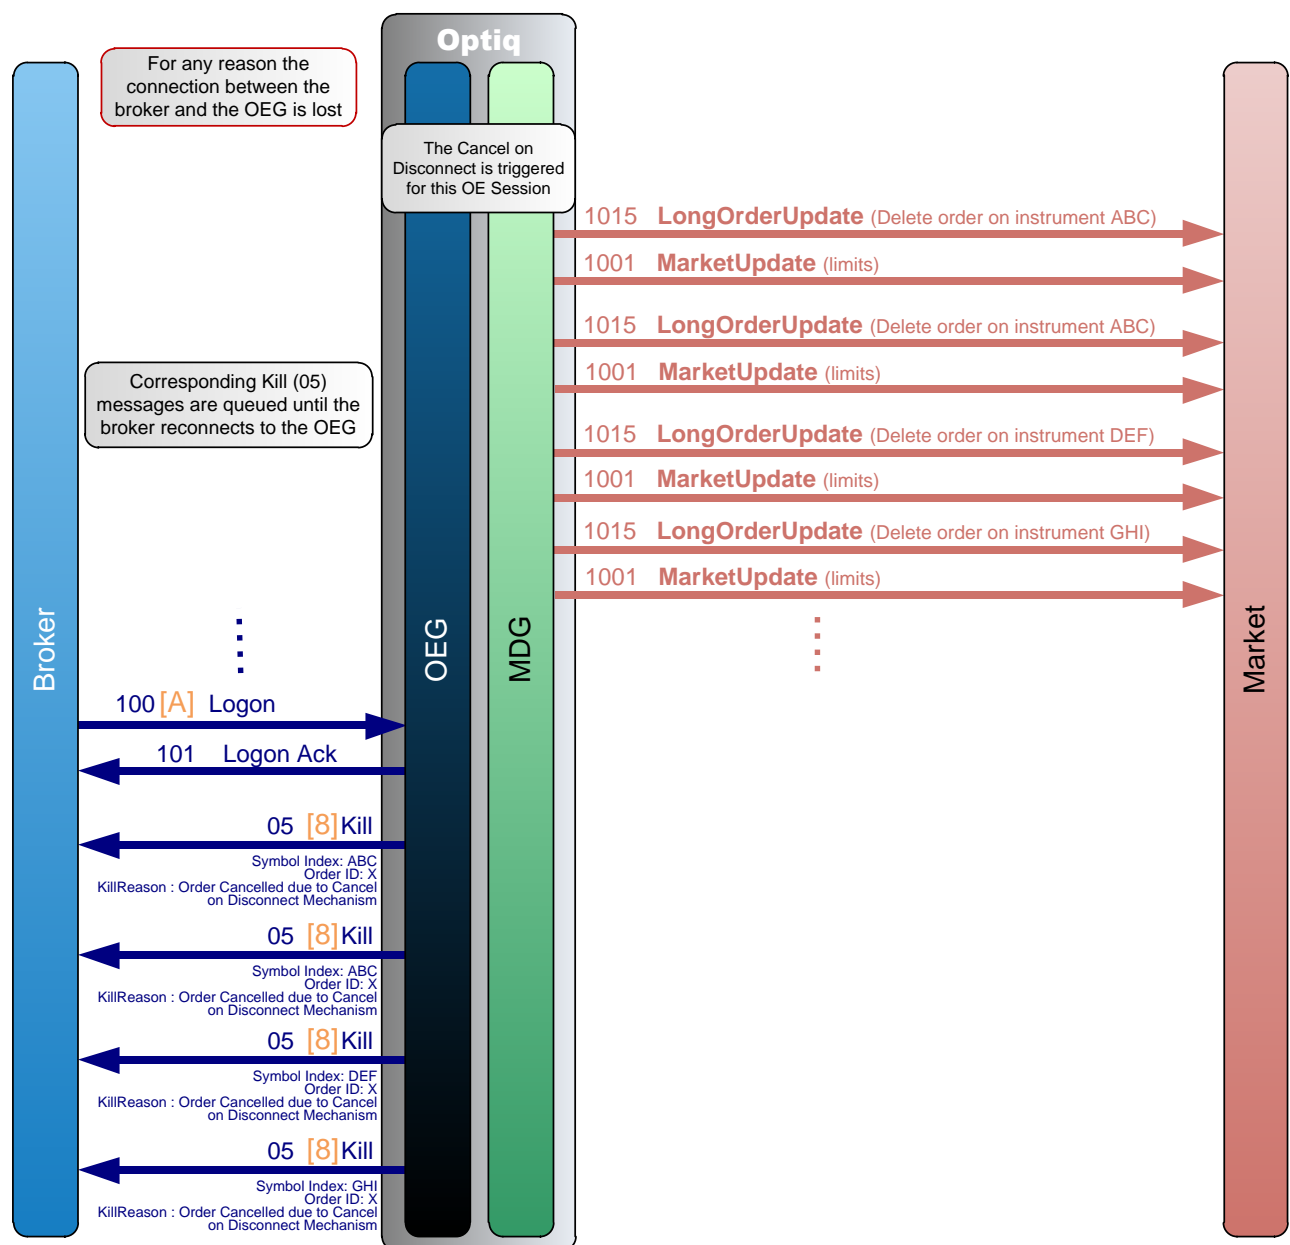 Optiq
For any reason the
connection between the
broker and the OEG is lost
The Cancel on
Disconnect is triggered
for this OE Session
1015 LongOrderUpdate (Delete order on instrument ABC)
1001 MarketUpdate (limits)
1015 LongOrderUpdate (Delete order on instrument ABC)
1001 MarketUpdate (limits)
Corresponding Kill (05)
messages are queued until the
broker reconnects to the OEG
1015 LongOrderUpdate (Delete order on instrument DEF)
1001 MarketUpdate (limits)
1015 LongOrderUpdate (Delete order on instrument GHI)
1001 MarketUpdate (limits)
Broker
OEG
MDG
Market
100 [A] Logon
101 Logon Ack
05 [8] Kill
Symbol Index: ABC
Order ID: X
KillReason : Order Cancelled due to Cancel
on Disconnect Mechanism
05 [8] Kill
Symbol Index: ABC
Order ID: X
KillReason : Order Cancelled due to Cancel
on Disconnect Mechanism
05 [8] Kill
Symbol Index: DEF
Order ID: X
KillReason : Order Cancelled due to Cancel
on Disconnect Mechanism
05 [8] Kill
Symbol Index: GHI
Order ID: X
KillReason : Order Cancelled due to Cancel
on Disconnect Mechanism